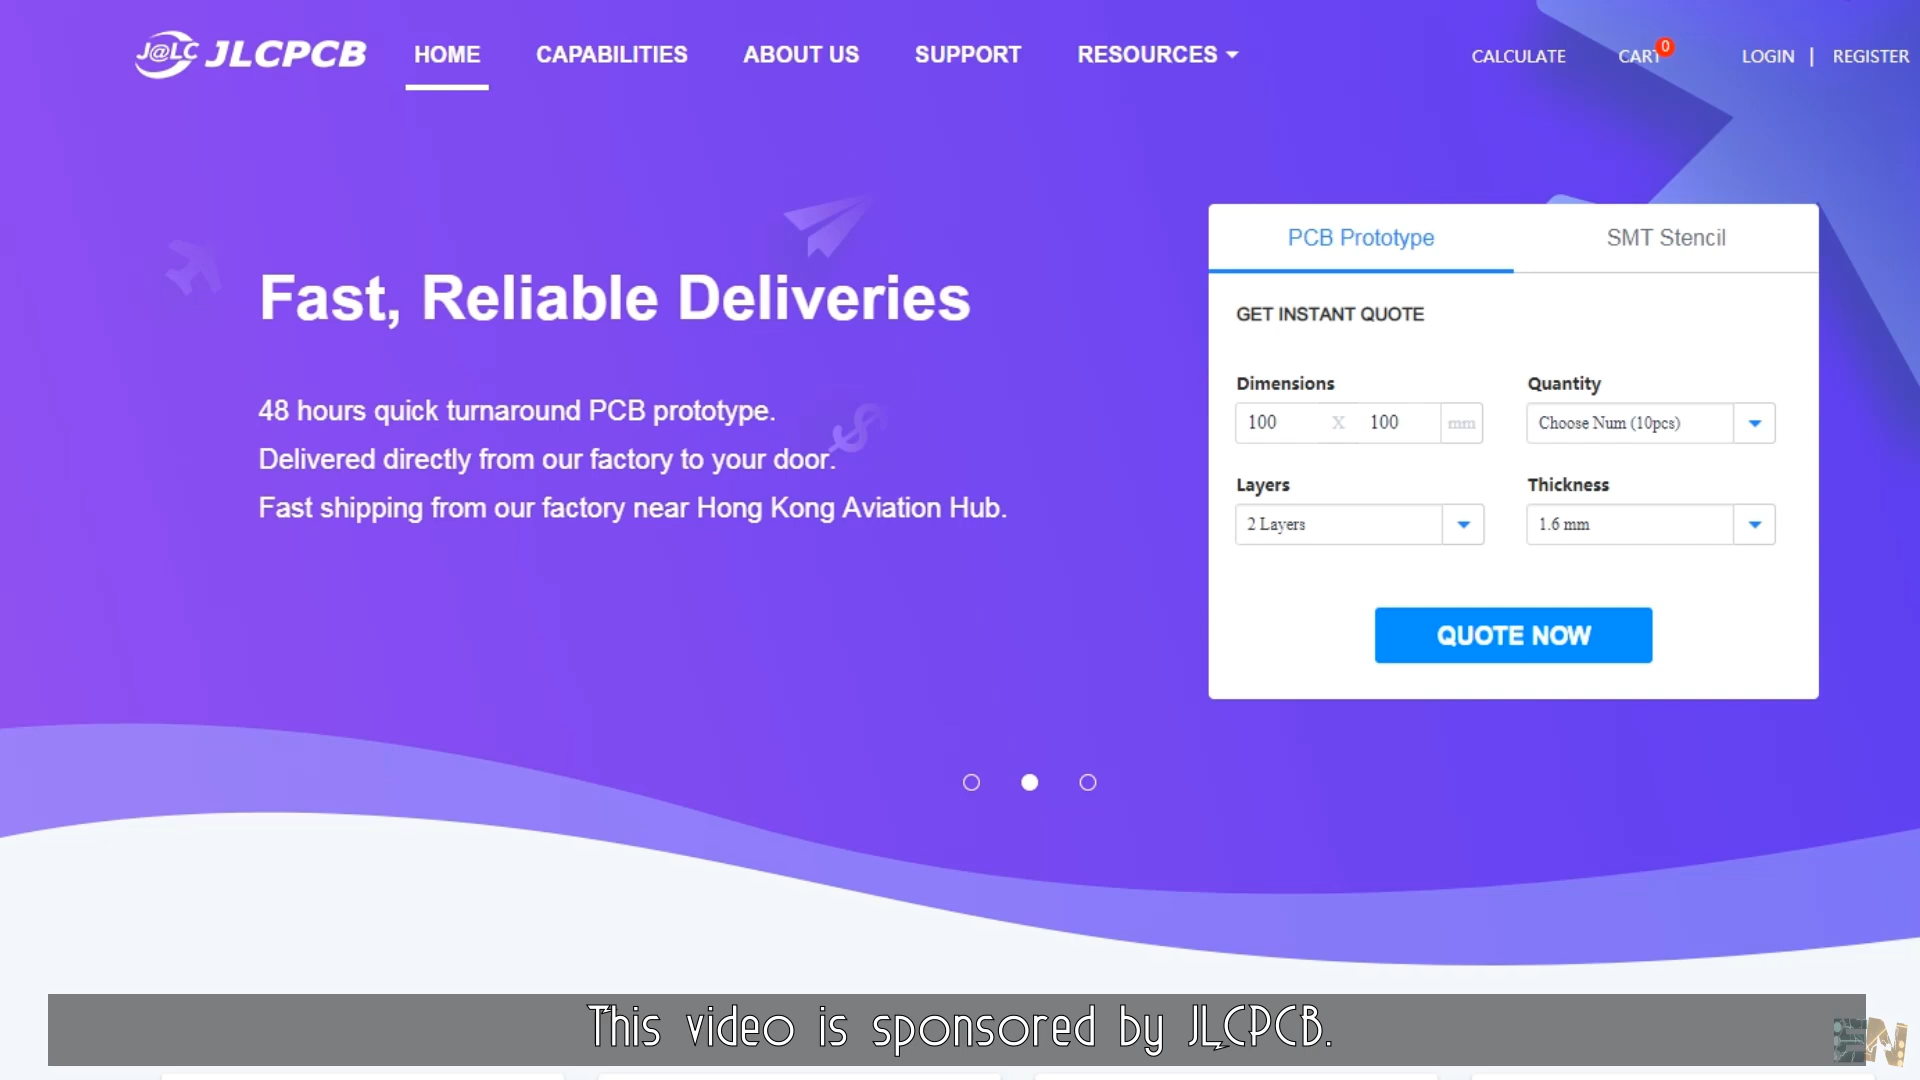 J@LC JLCPCB HOME CAPABILITIES ABOUT US SUPPORT RESOURCES CALCULATE CART 0 LOGIN | REGISTER
PCB Prototype SMT Stencil
Fast, Reliable Deliveries
48 hours quick turnaround PCB prototype.
Delivered directly from our factory to your door.
Fast shipping from our factory near Hong Kong Aviation Hub.
GET INSTANT QUOTE
Dimensions Quantity
100 X 100 mm Choose Num (10pcs)
Layers Thickness
2 Layers 1.6 mm
QUOTE NOW
This video is sponsored by JLCPCB.
EN